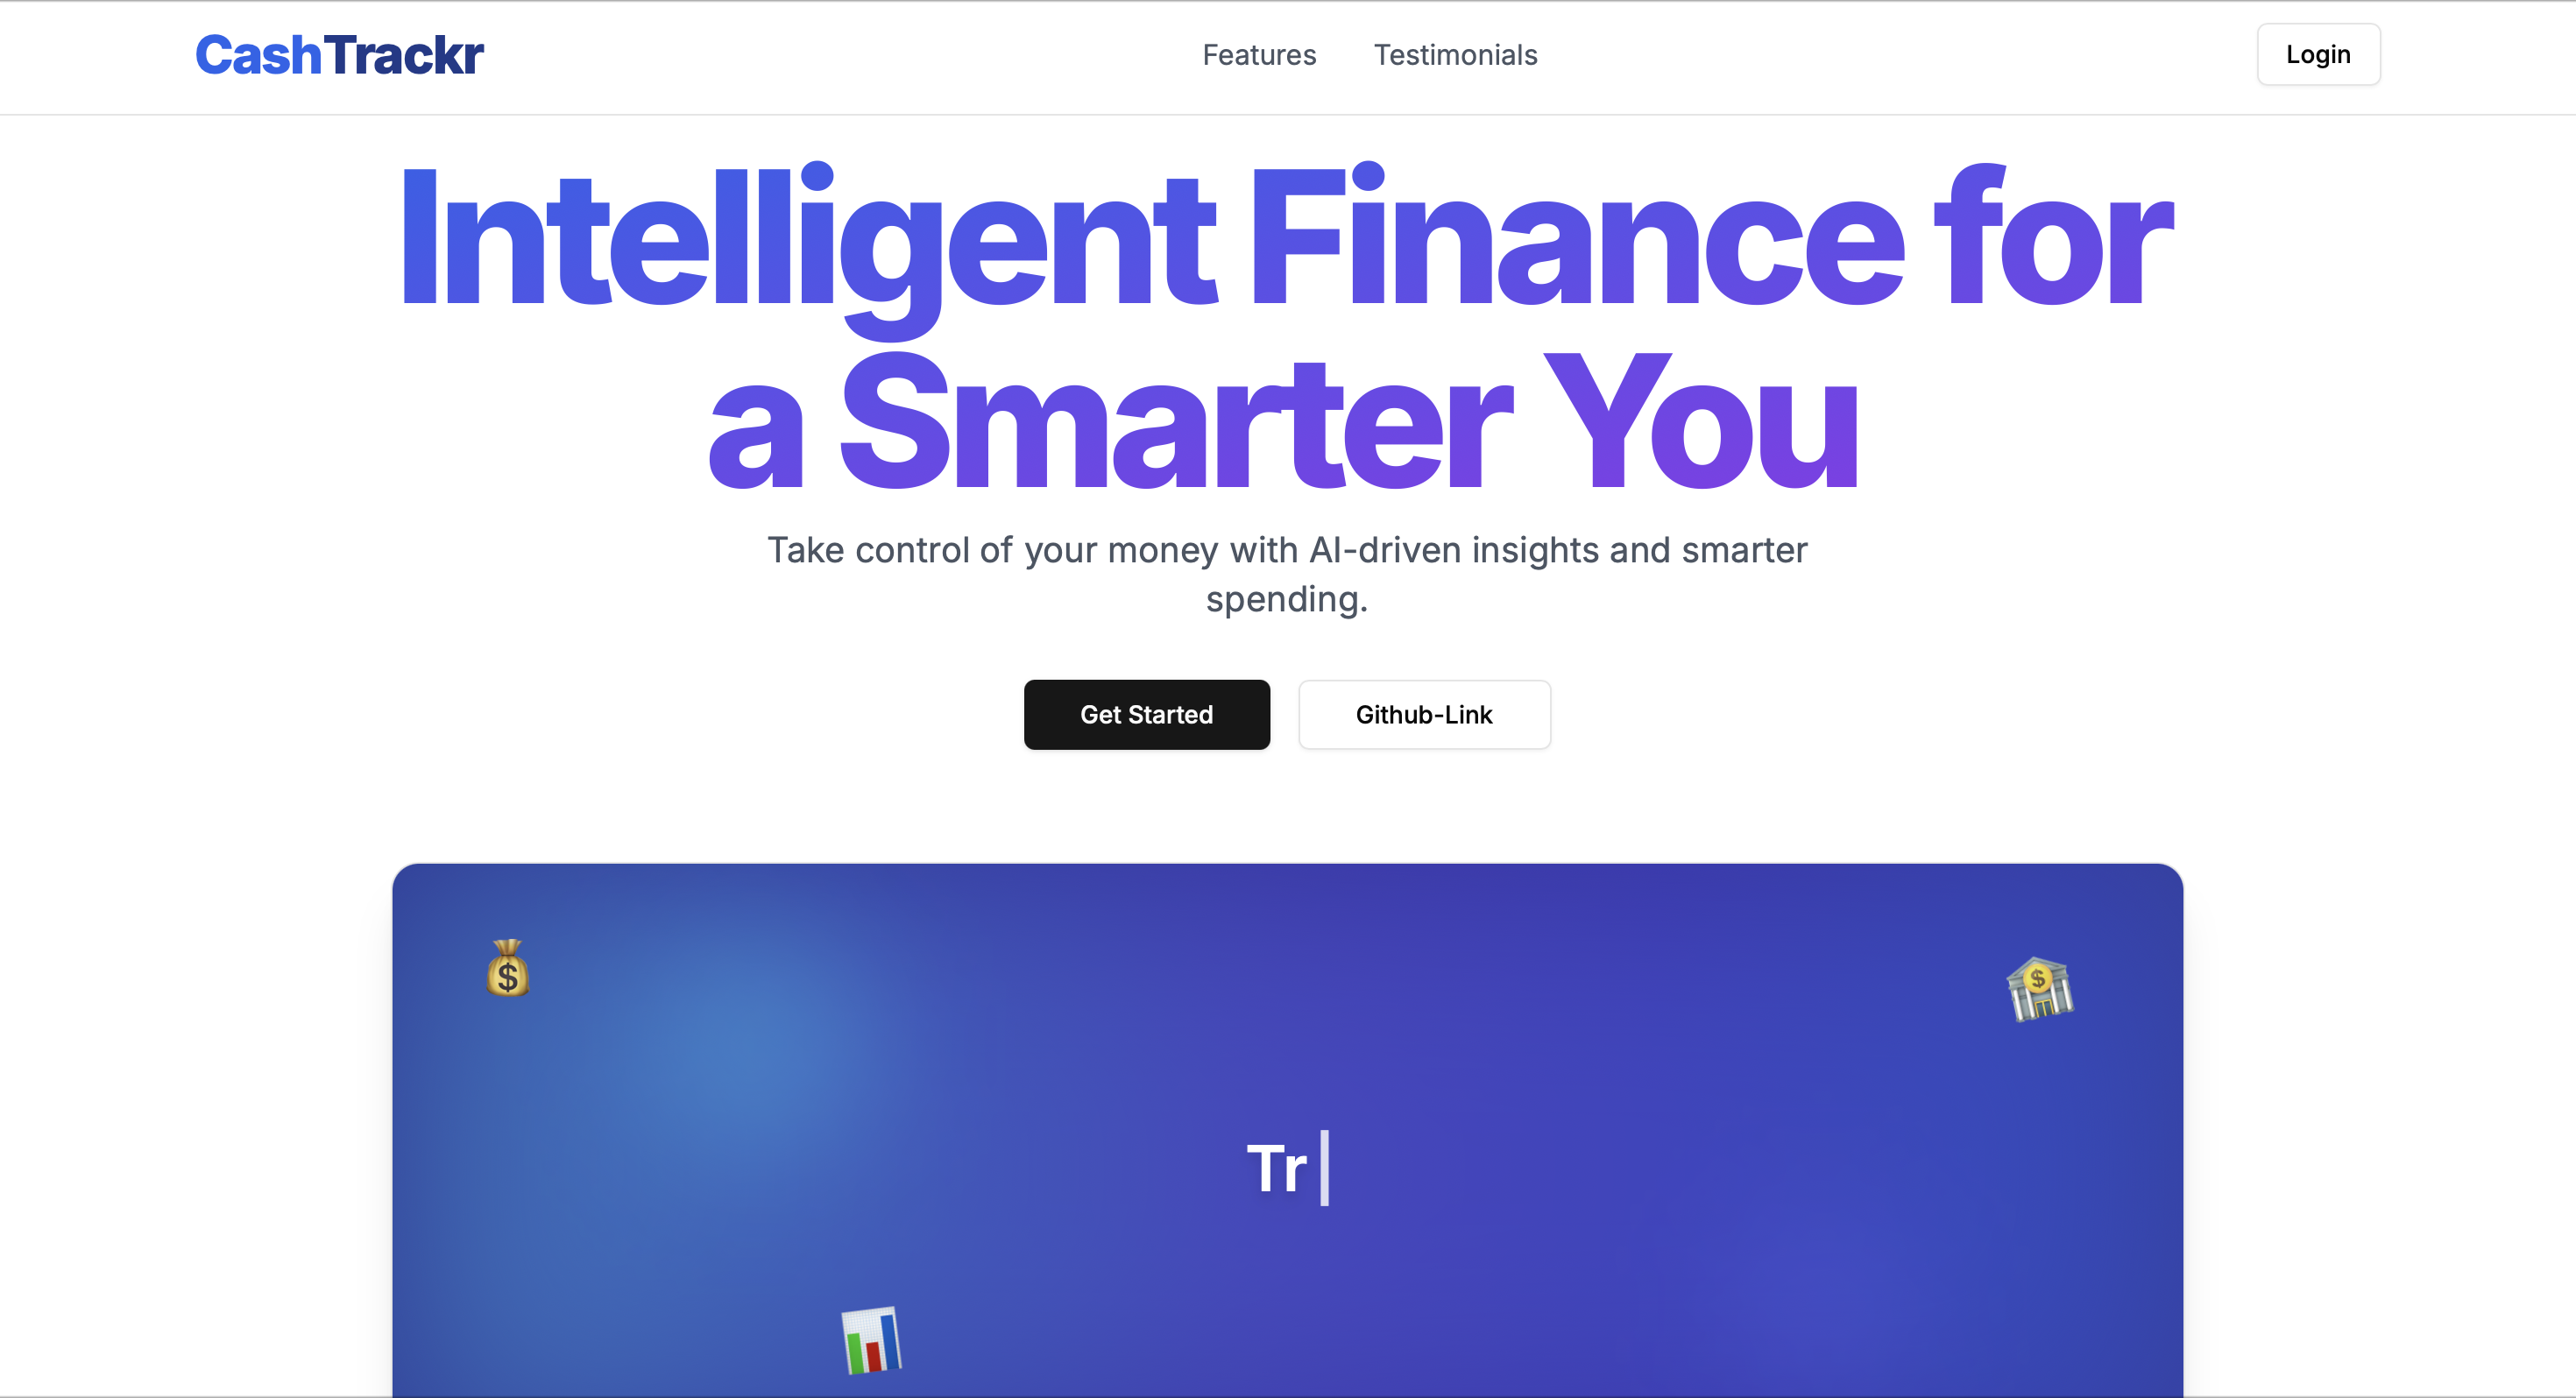 CashTrackr
Features
Testimonials
Login
Intelligent Finance for
a Smarter You
Take control of your money with AI-driven insights and smarter
spending.
Get Started
Github-Link
$
$
Tr